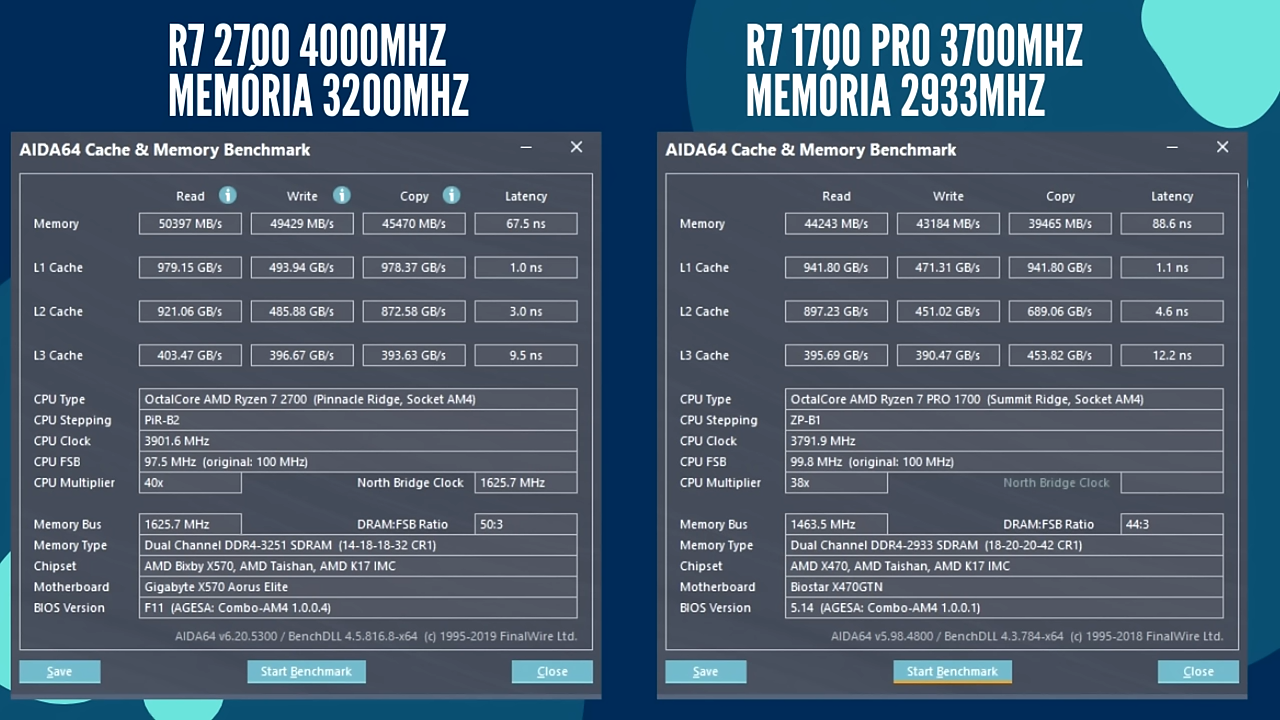 R7 2700 4000MHZ
MEMÓRIA 3200MHZ
AIDA64 Cache & Memory Benchmark
Read Write Copy Latency
Memory 50397 MB/s 49429 MB/s 45470 MB/s 67.5 ns
L1 Cache 979.15 GB/s 493.94 GB/s 978.37 GB/s 1.0 ns
L2 Cache 921.06 GB/s 485.88 GB/s 872.58 GB/s 3.0 ns
L3 Cache 403.47 GB/s 396.67 GB/s 393.63 GB/s 9.5 ns
CPU Type OctalCore AMD Ryzen 7 2700 (Pinnacle Ridge, Socket AM4)
CPU Stepping PiR-B2
CPU Clock 3901.6 MHz
CPU FSB 97.5 MHz (original: 100 MHz)
CPU Multiplier 40x North Bridge Clock 1625.7 MHz
Memory Bus 1625.7 MHz DRAM:FSB Ratio 50:3
Memory Type Dual Channel DDR4-3251 SDRAM (14-18-18-32 CR1)
Chipset AMD Bixby X570, AMD Taishan, AMD K17 IMC
Motherboard Gigabyte X570 Aorus Elite
BIOS Version F11 (AGESA: Combo-AM4 1.0.0.4)
AIDA64 v6.20.5300 / BenchDLL 4.5.816.8-x64 (c) 1995-2019 FinalWire Ltd.
Save Start Benchmark Close
R7 1700 PRO 3700MHZ
MEMÓRIA 2933MHZ
AIDA64 Cache & Memory Benchmark
Read Write Copy Latency
Memory 44243 MB/s 43184 MB/s 39465 MB/s 88.6 ns
L1 Cache 941.80 GB/s 471.31 GB/s 941.80 GB/s 1.1 ns
L2 Cache 897.23 GB/s 451.02 GB/s 689.06 GB/s 4.6 ns
L3 Cache 395.69 GB/s 390.47 GB/s 453.82 GB/s 12.2 ns
CPU Type OctalCore AMD Ryzen 7 PRO 1700 (Summit Ridge, Socket AM4)
CPU Stepping ZP-B1
CPU Clock 3791.9 MHz
CPU FSB 99.8 MHz (original: 100 MHz)
CPU Multiplier 38x North Bridge Clock
Memory Bus 1463.5 MHz DRAM:FSB Ratio 44:3
Memory Type Dual Channel DDR4-2933 SDRAM (18-20-20-42 CR1)
Chipset AMD X470, AMD Taishan, AMD K17 IMC
Motherboard Biostar X470GTN
BIOS Version 5.14 (AGESA: Combo-AM4 1.0.0.1)
AIDA64 v5.98.4800 / BenchDLL 4.3.784-x64 (c) 1995-2018 FinalWire Ltd.
Save Start Benchmark Close